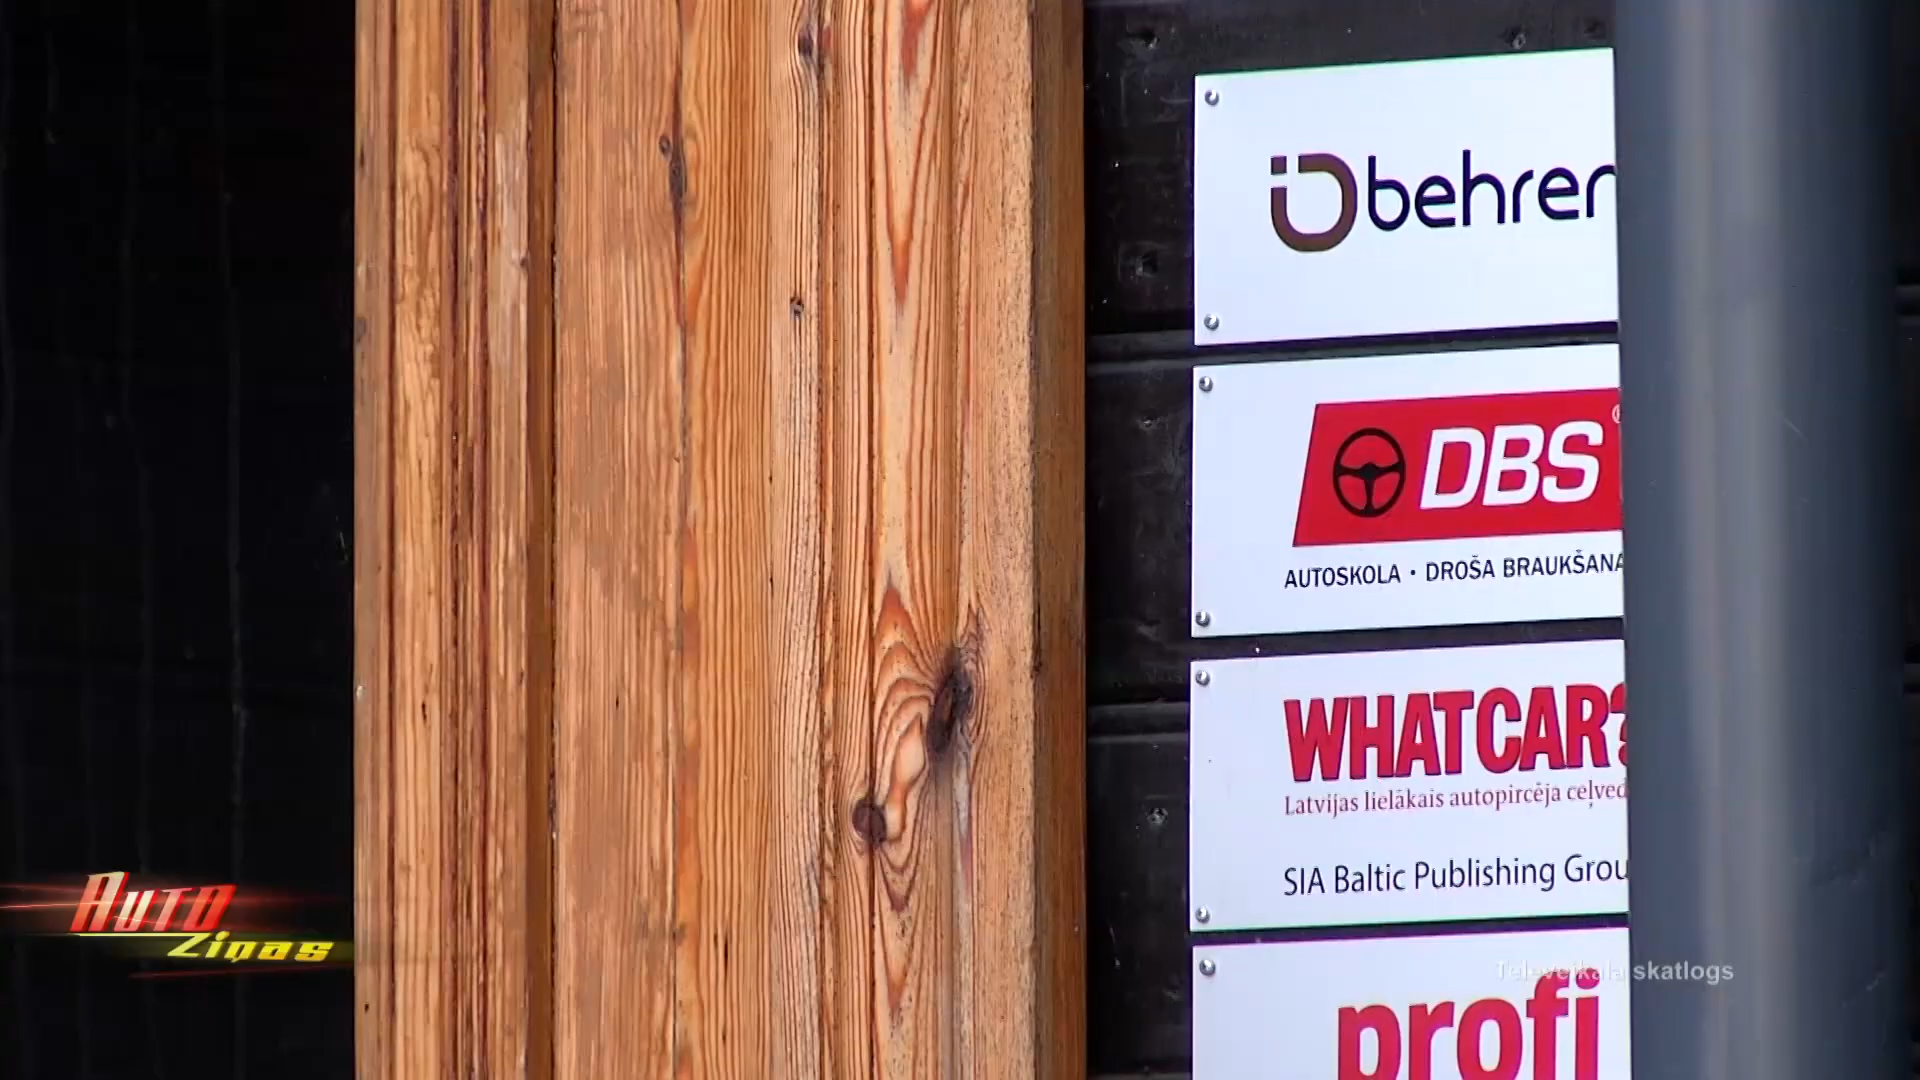 behren
DBS
AUTOSKOLA • DROŠA BRAUKŠANA
WHATCAR?
Latvijas lielākais autopircēja ceļved
SIA Baltic Publishing Grou
profi
Auto
Ziņas
Televeikala skatlogs